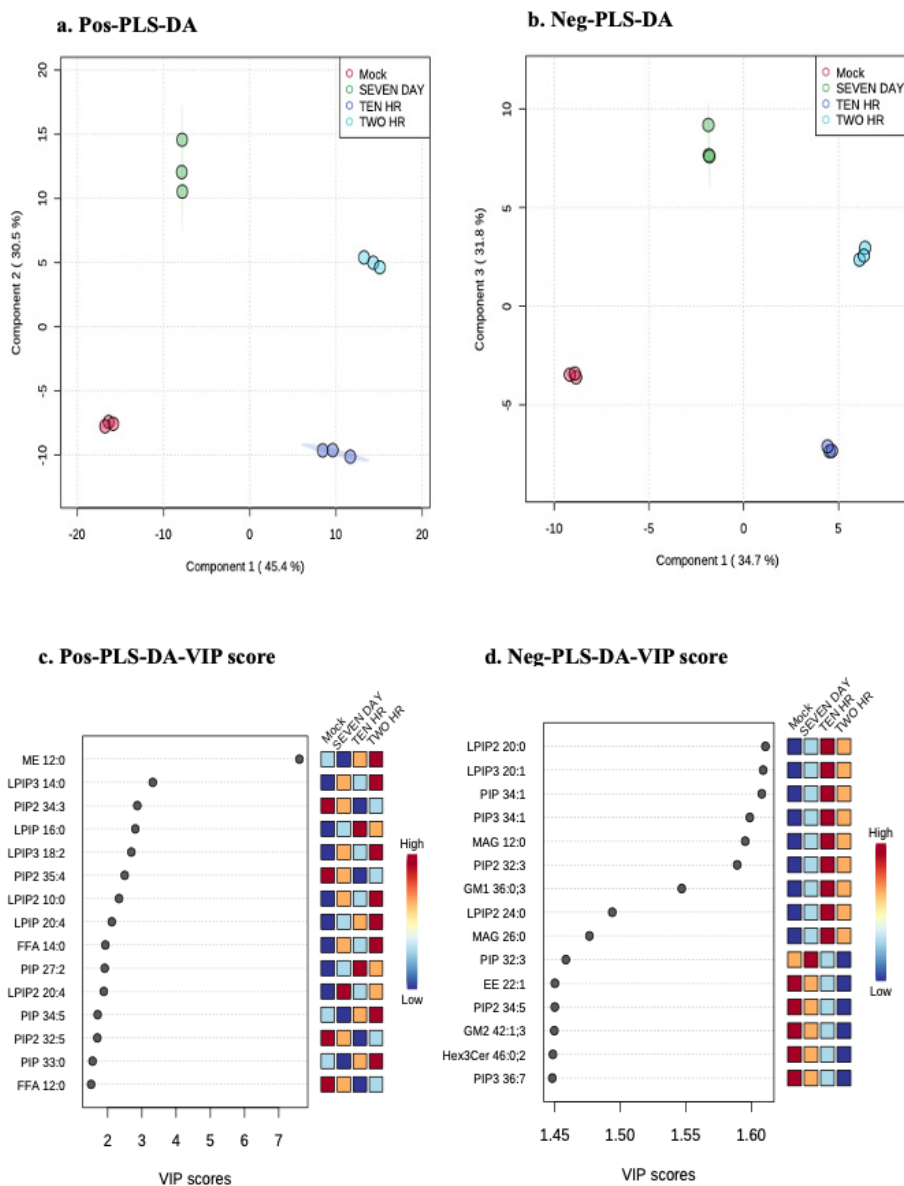 a. Pos-PLS-DA
Mock
SEVEN DAY
TEN HR
TWO HR
20
15
10
5
0
-5
-10
Component 2 ( 30.5 %)
-20
-10
0
10
20
Component 1 ( 45.4 %)
b. Neg-PLS-DA
Mock
SEVEN DAY
TEN HR
TWO HR
10
5
0
-5
Component 3 ( 31.8 %)
-10
-5
0
5
Component 1 ( 34.7 %)
c. Pos-PLS-DA-VIP score
Mock
SEVEN DAY
TEN HR
TWO HR
ME 12:0
LPIP3 14:0
PIP2 34:3
LPIP 16:0
LPIP3 18:2
PIP2 35:4
LPIP2 10:0
LPIP 20:4
FFA 14:0
PIP 27:2
LPIP2 20:4
PIP 34:5
PIP2 32:5
PIP 33:0
FFA 12:0
High
Low
2 3 4 5 6 7
VIP scores
d. Neg-PLS-DA-VIP score
Mock
SEVEN DAY
TEN HR
TWO HR
LPIP2 20:0
LPIP3 20:1
PIP 34:1
PIP3 34:1
MAG 12:0
PIP2 32:3
GM1 36:0;3
LPIP2 24:0
MAG 26:0
PIP 32:3
EE 22:1
PIP2 34:5
GM2 42:1;3
Hex3Cer 46:0;2
PIP3 36:7
High
Low
1.45 1.50 1.55 1.60
VIP scores